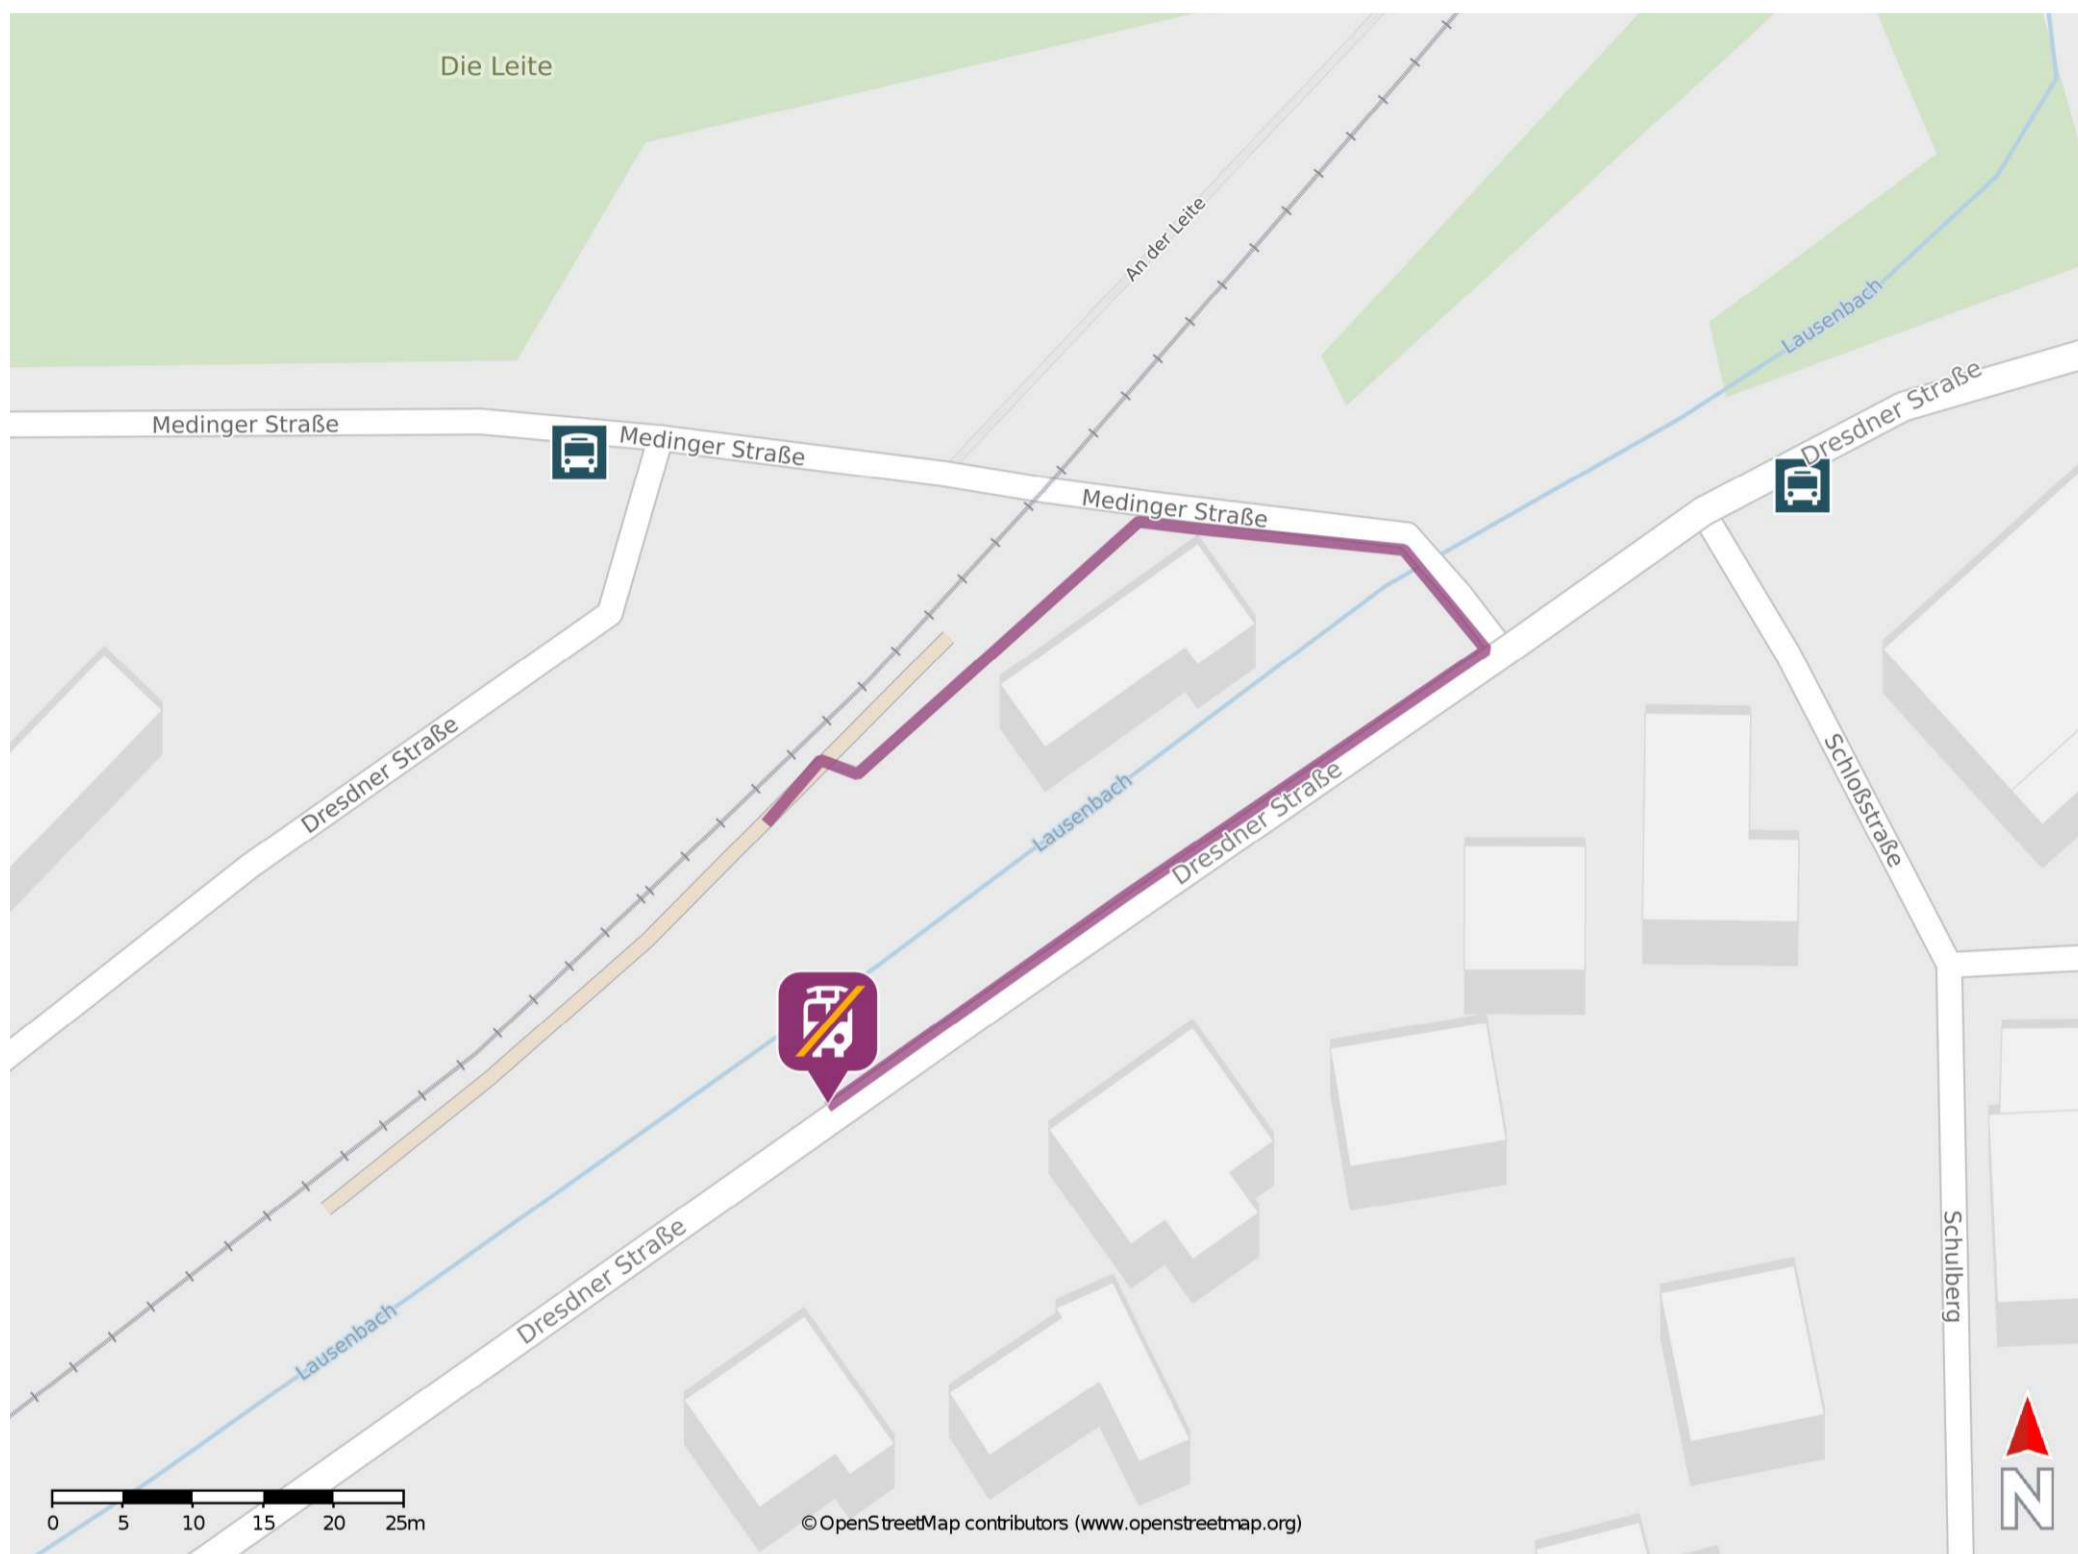 Die Leite
An der Leite
Lausenbach
Dresdner Straße
Medinger Straße
Medinger Straße
Medinger Straße
Dresdner Straße
Lausenbach
Dresdner Straße
Schloßstraße
Schulberg
Dresdner Straße
Lausenbach
0 5 10 15 20 25m
© OpenStreetMap contributors (www.openstreetmap.org)
N